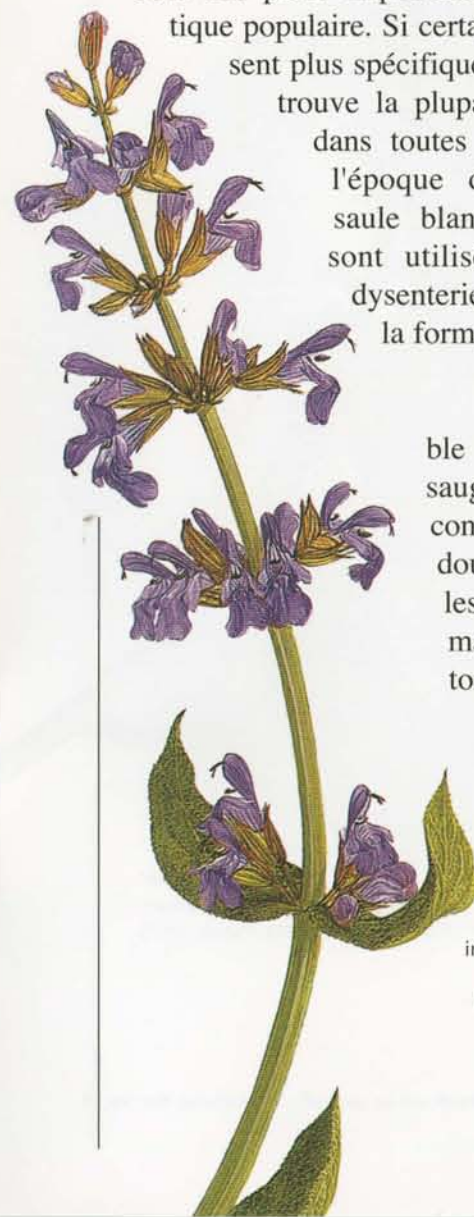 tique populaire. Si certa
sent plus spécifique
trouve la plupa
dans toutes
l'époque
saule blan
sont utilis
dysenterie
la form
ble
saug
con
dou
les
m
to